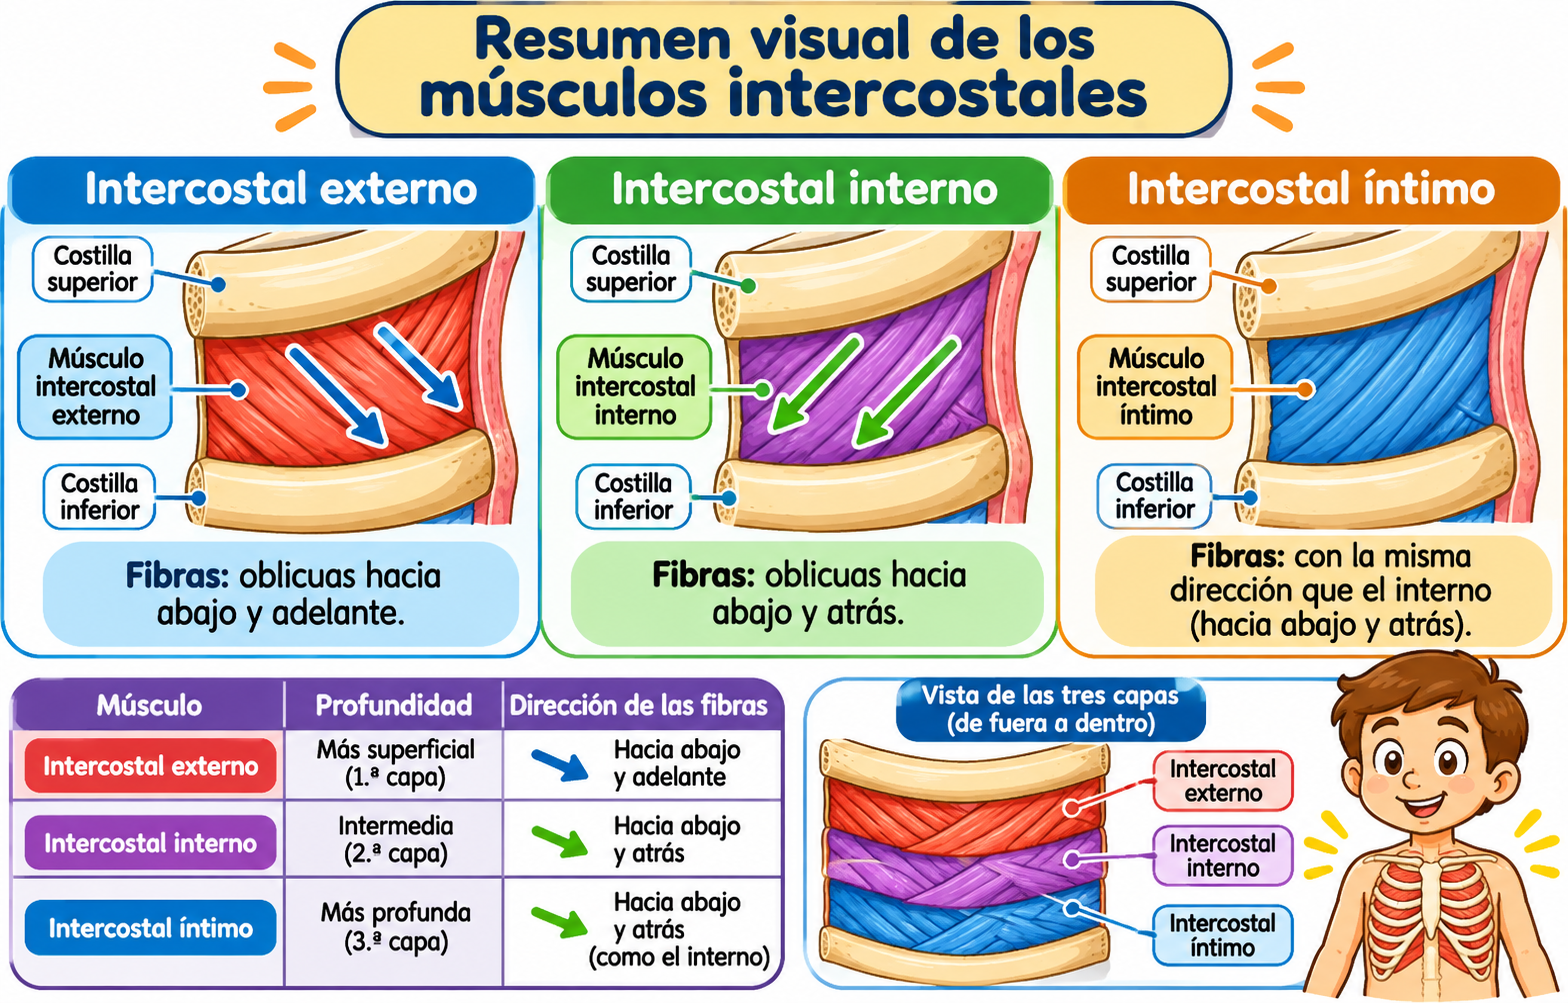 Resumen visual de los
músculos intercostales
Intercostal externo
Costilla
superior
Músculo
intercostal
externo
Costilla
inferior
Fibras: oblicuas hacia
abajo y adelante.
Intercostal interno
Costilla
superior
Músculo
intercostal
interno
Costilla
inferior
Fibras: oblicuas hacia
abajo y atrás.
Intercostal íntimo
Costilla
superior
Músculo
intercostal
íntimo
Costilla
inferior
Fibras: con la misma
dirección que el interno
(hacia abajo y atrás).
Músculo
Profundidad
Dirección de las fibras
Intercostal externo
Más superficial
(1.ª capa)
Hacia abajo
y adelante
Intercostal interno
Intermedia
(2.ª capa)
Hacia abajo
y atrás
Intercostal íntimo
Más profunda
(3.ª capa)
Hacia abajo
y atrás
(como el interno)
Vista de las tres capas
(de fuera a dentro)
Intercostal
externo
Intercostal
interno
Intercostal
íntimo